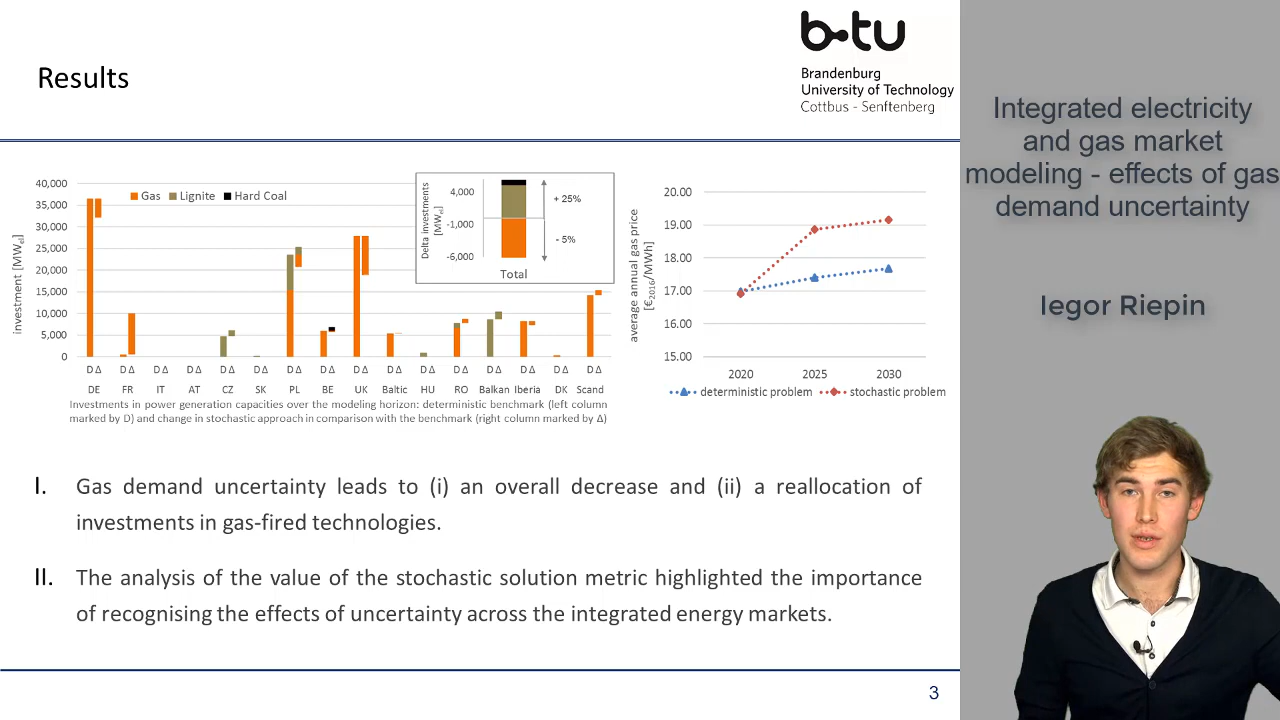 b-tu
Brandenburg
University of Technology
Cottbus - Senftenberg
Results
Integrated electricity
and gas market
modeling - effects of gas
demand uncertainty
Iegor Riepin
investment [MWel]
40,000
35,000
30,000
25,000
20,000
15,000
10,000
5,000
0
Gas Lignite Hard Coal
Delta investments
[MWel]
4,000
-1,000
-6,000
+ 25%
- 5%
Total
D Δ D Δ D Δ D Δ D Δ D Δ D Δ D Δ D Δ D Δ D Δ D Δ D Δ D Δ D Δ D Δ
DE FR IT AT CZ SK PL BE UK Baltic HU RO Balkan Iberia DK Scand
Investments in power generation capacities over the modeling horizon: deterministic benchmark (left column
marked by D) and change in stochastic approach in comparison with the benchmark (right column marked by Δ)
average annual gas price
[€2016/MWh]
20.00
19.00
18.00
17.00
16.00
15.00
2020 2025 2030
deterministic problem stochastic problem
I. Gas demand uncertainty leads to (i) an overall decrease and (ii) a reallocation of
investments in gas-fired technologies.
II. The analysis of the value of the stochastic solution metric highlighted the importance
of recognising the effects of uncertainty across the integrated energy markets.
3